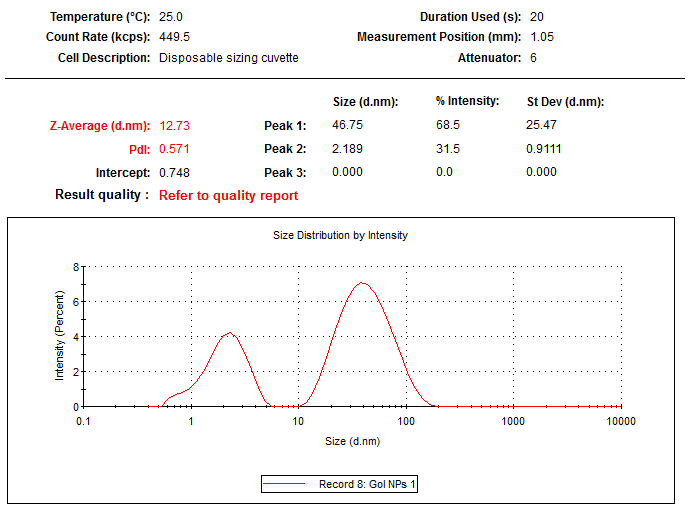 Temperature (°C): 25.0 Duration Used (s): 20
Count Rate (kcps): 449.5 Measurement Position (mm): 1.05
Cell Description: Disposable sizing cuvette Attenuator: 6
Size (d.nm): % Intensity: St Dev (d.nm):
Z-Average (d.nm): 12.73 Peak 1: 46.75 68.5 25.47
PdI: 0.571 Peak 2: 2.189 31.5 0.9111
Intercept: 0.748 Peak 3: 0.000 0.0 0.000
Result quality : Refer to quality report
Size Distribution by Intensity
Intensity (Percent)
8
6
4
2
0
0.1 1 10 100 1000 10000
Size (d.nm)
Record 8: Gol NPs 1